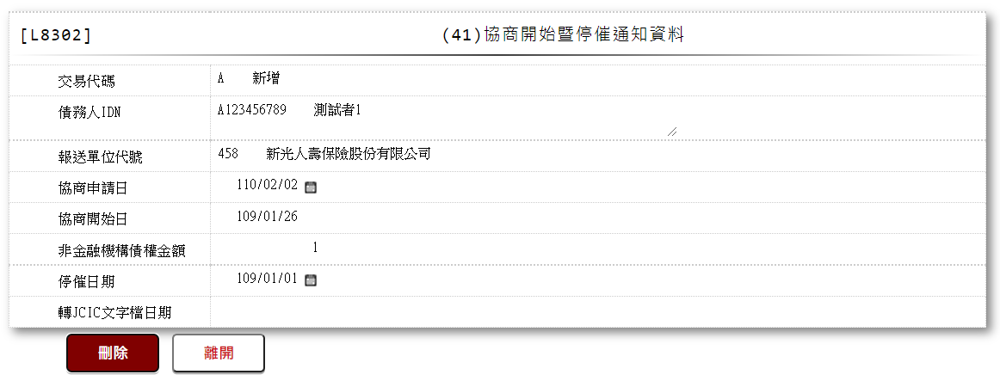 [L8302] (41)協商開始暨停催通知資料
交易代碼 A 新增
債務人IDN A123456789 測試者1
報送單位代號 458 新光人壽保險股份有限公司
協商申請日 110/02/02
協商開始日 109/01/26
非金融機構債權金額 1
停催日期 109/01/01
轉JCIC文字檔日期
刪除 離開